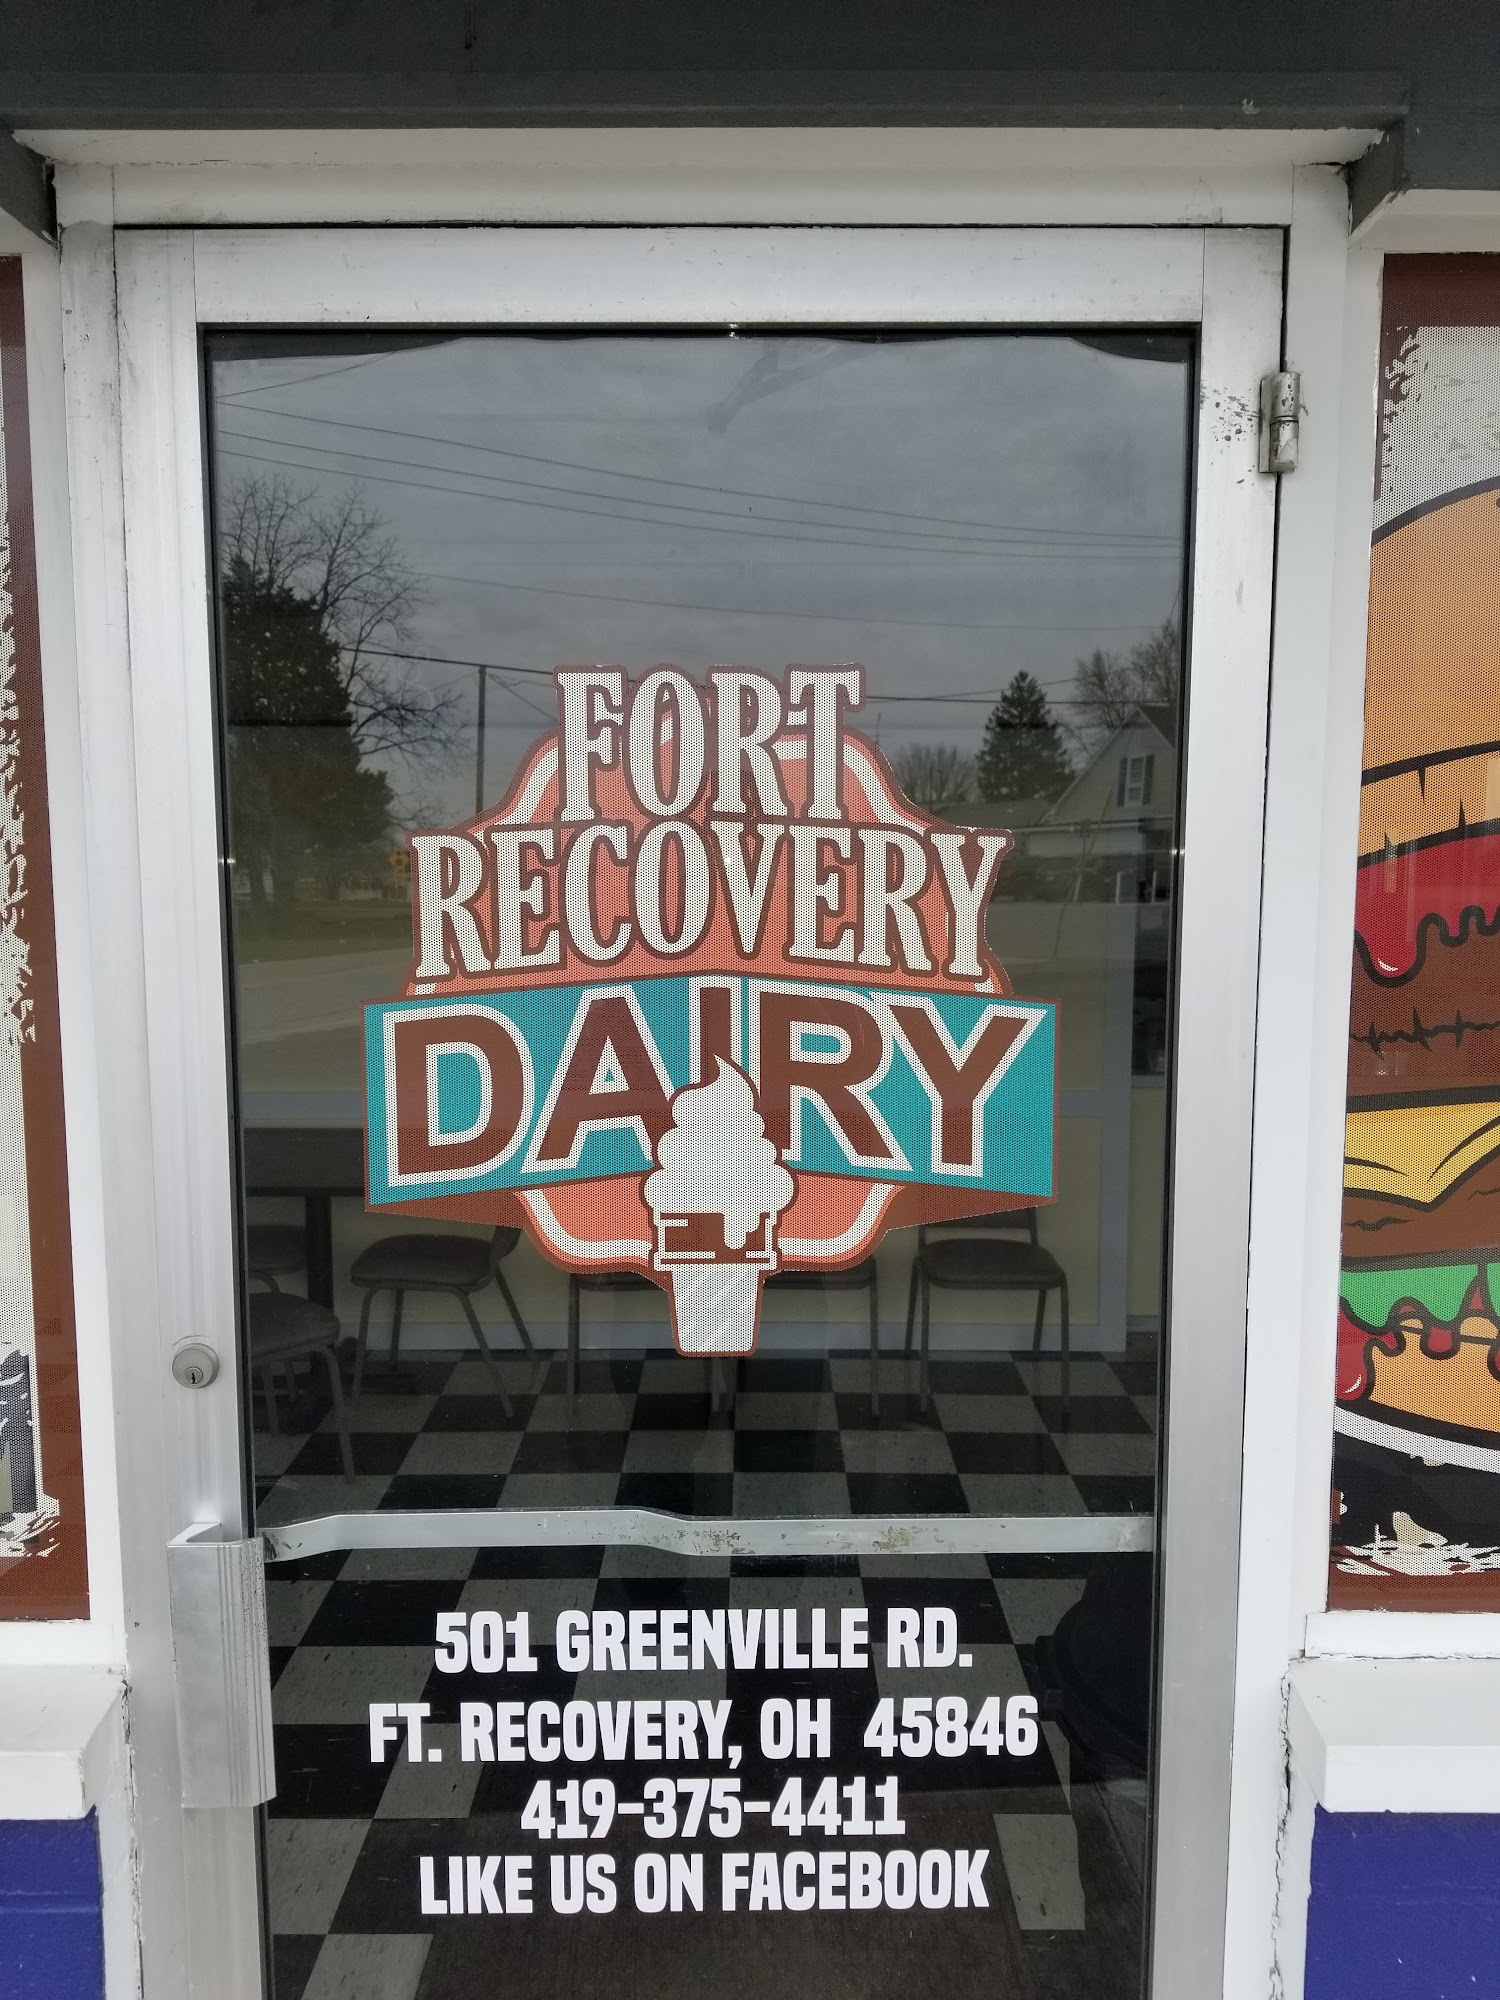 FORT
RECOVERY
DAIRY
501 GREENVILLE RD.
FT. RECOVERY, OH 45846
419-375-4411
LIKE US ON FACEBOOK